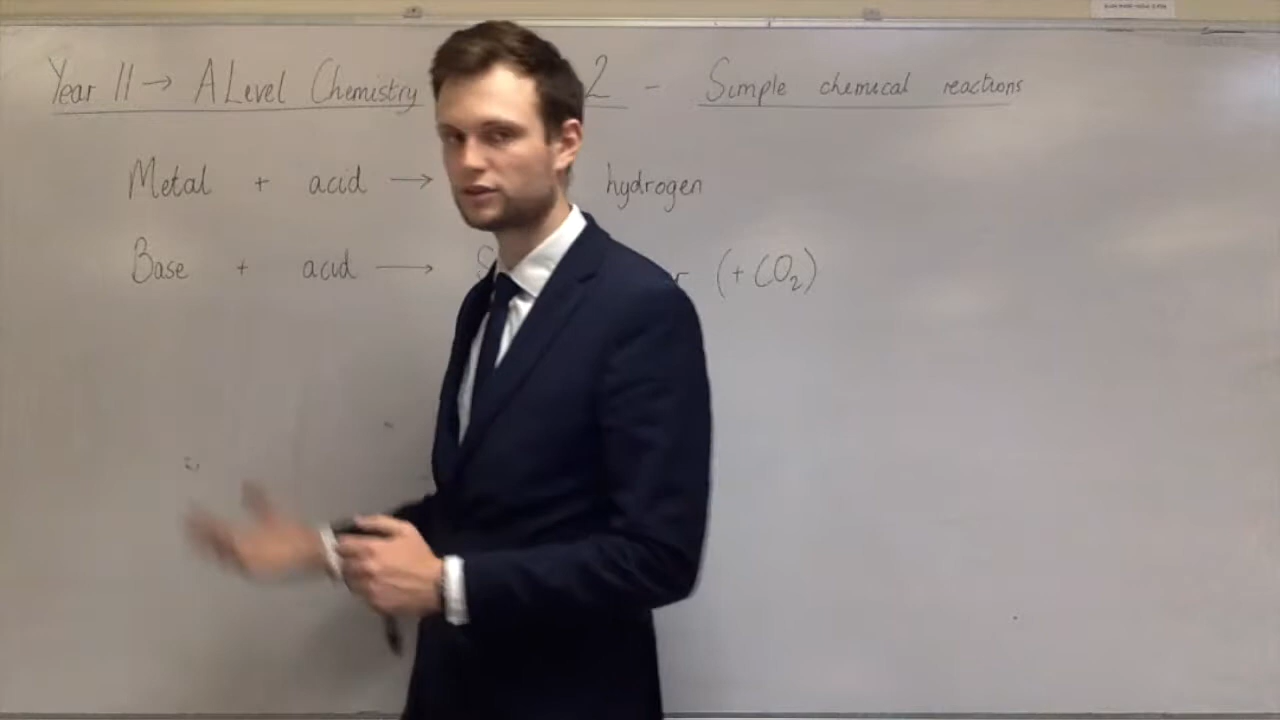 Year 11 → A Level Chemistry 2 - Simple chemical reactions
Metal + acid → hydrogen
Base + acid → S r (+ CO₂)